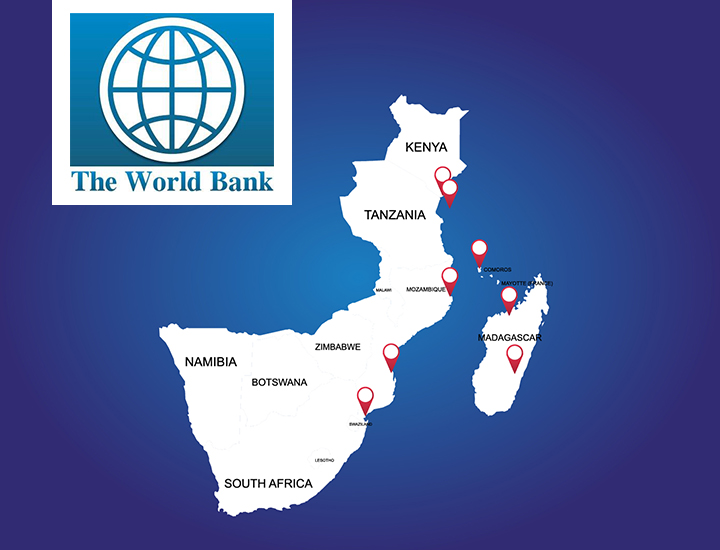 The World Bank
KENYA
TANZANIA
COMOROS
MAYOTTE (FRANCE)
MALAWI
MOZAMBIQUE
MADAGASCAR
ZIMBABWE
NAMIBIA
BOTSWANA
SWAZILAND
LESOTHO
SOUTH AFRICA